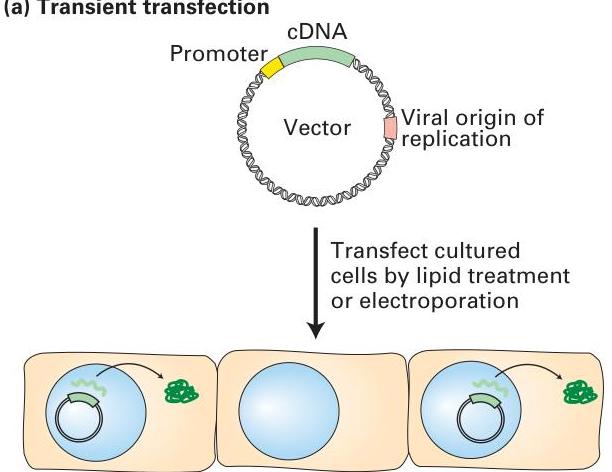 (a) Transient transfection
cDNA
Promoter
Vector
Viral origin of
replication
Transfect cultured
cells by lipid treatment
or electroporation